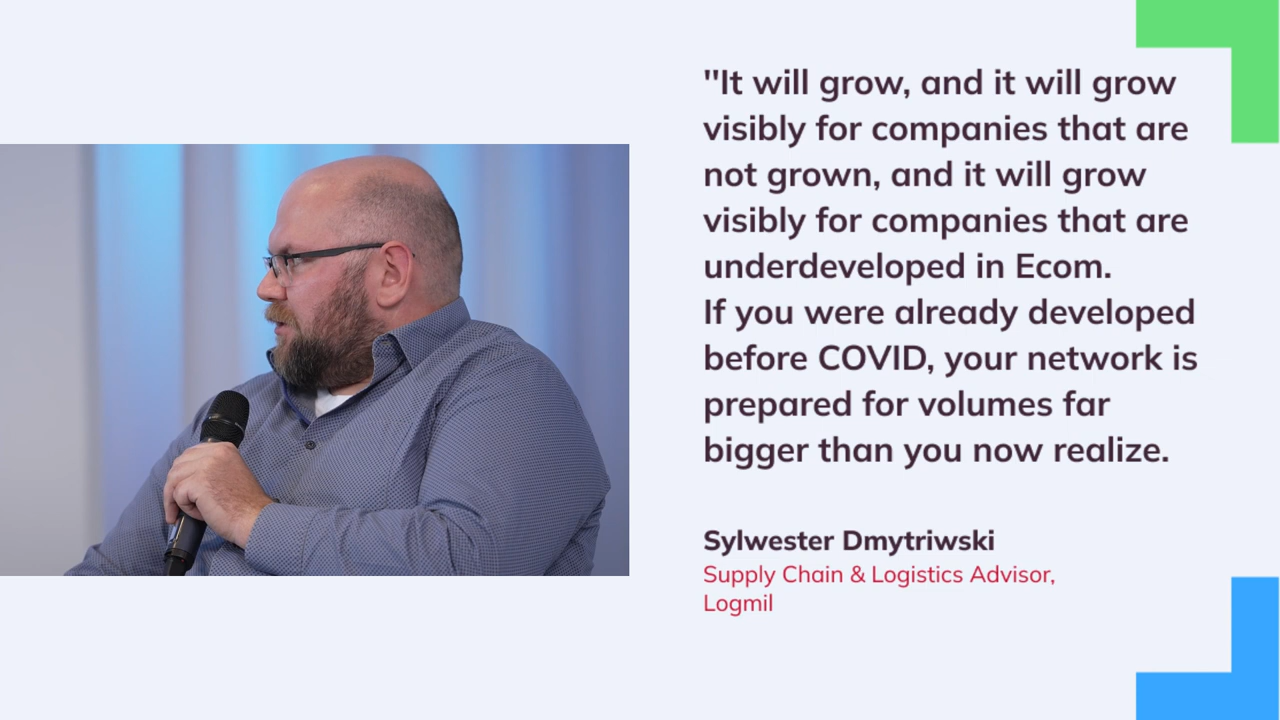 "It will grow, and it will grow
visibly for companies that are
not grown, and it will grow
visibly for companies that are
underdeveloped in Ecom.
If you were already developed
before COVID, your network is
prepared for volumes far
bigger than you now realize.
Sylwester Dmytriwski
Supply Chain & Logistics Advisor,
Logmil